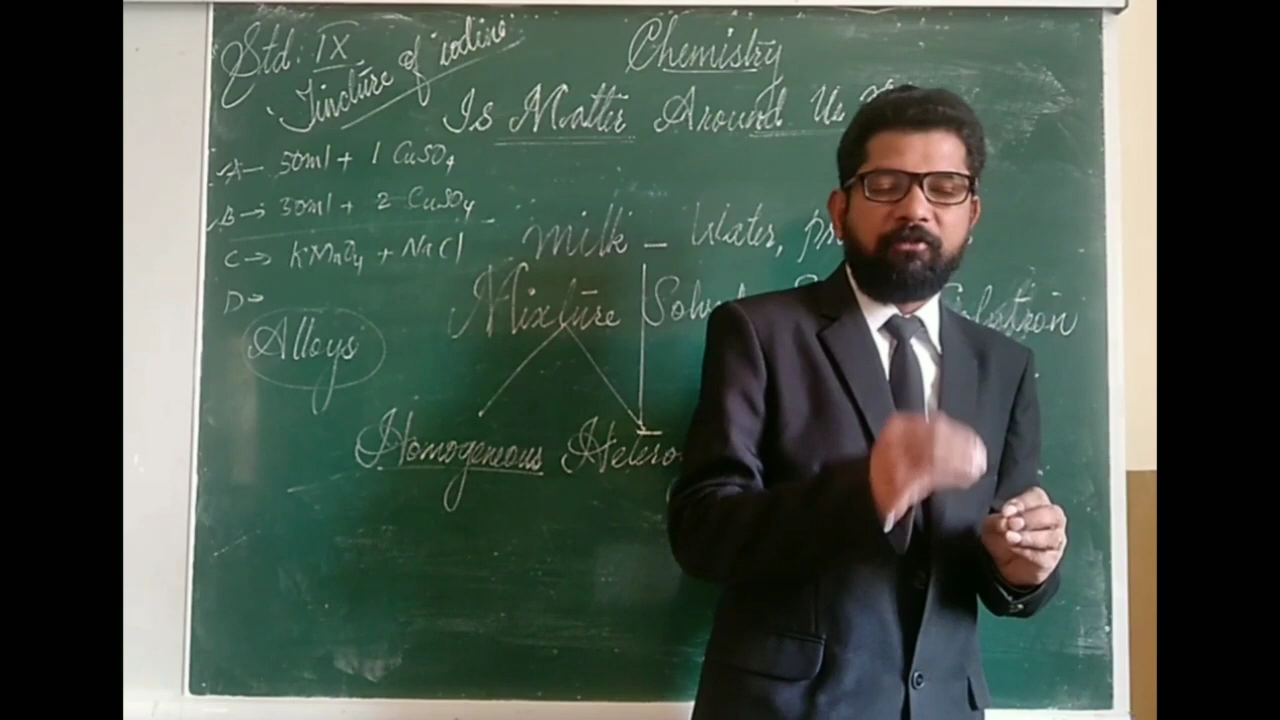 Std: IX
Tincture of iodine
Chemistry
Is Matter Around Us
A— 50ml + 1 CuSO4
B→ 30ml + 2 CuSO4
C→ KMnO4 + NaCl
D→
Alloys
milk — Water,
Mixture
Homogeneous